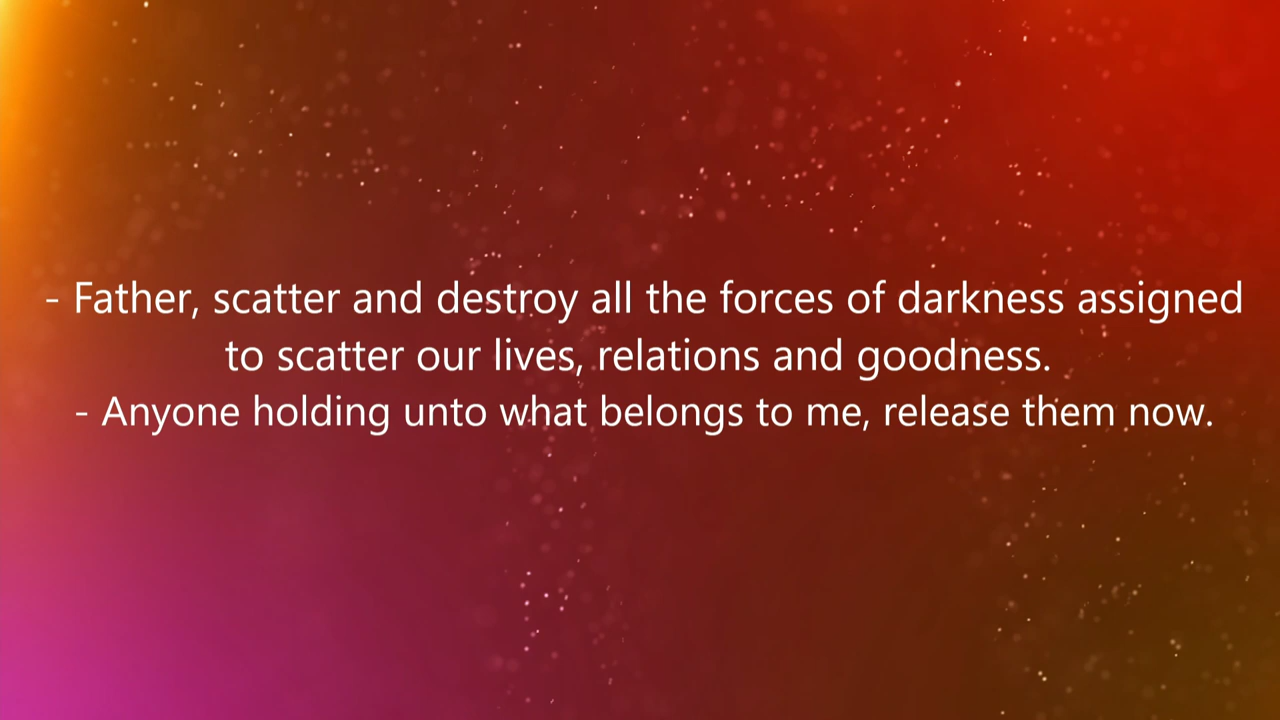 - Father, scatter and destroy all the forces of darkness assigned
to scatter our lives, relations and goodness.
- Anyone holding unto what belongs to me, release them now.